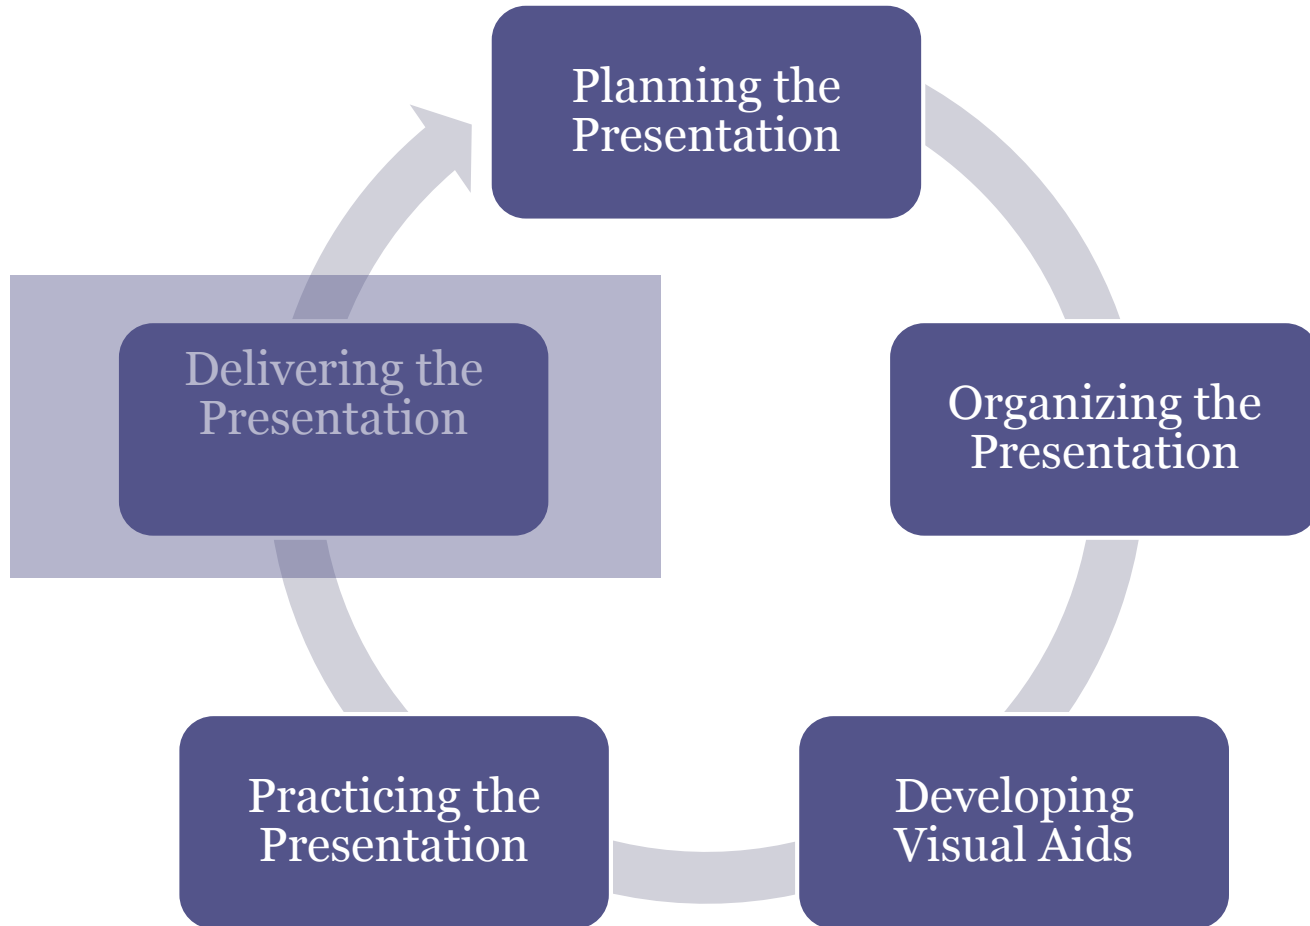 Planning the
Presentation
Organizing the
Presentation
Developing
Visual Aids
Practicing the
Presentation
Delivering the
Presentation